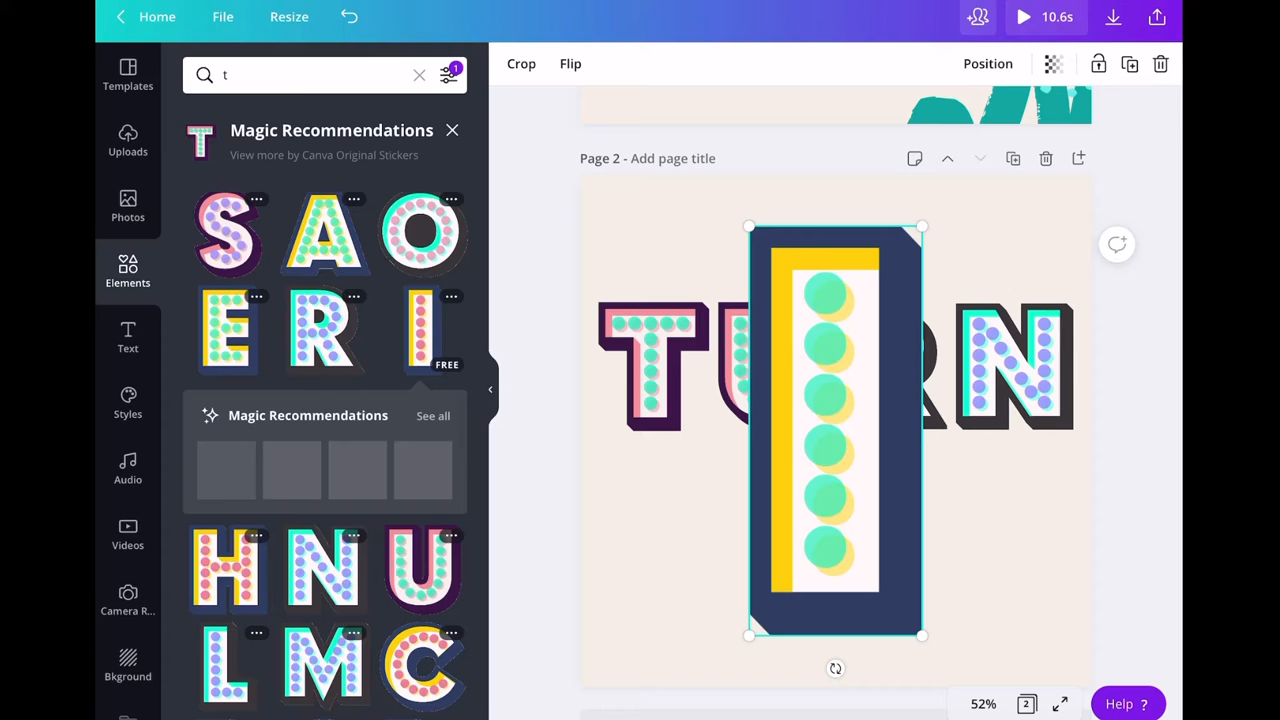 Home File Resize 10.6s
t 1
Crop Flip Position
Templates
Uploads
Photos
Elements
Text
Styles
Audio
Videos
Camera R...
Bkground
T
Magic Recommendations
View more by Canva Original Stickers
S A O
E R I
FREE
Magic Recommendations See all
H N U
L M C
Page 2 - Add page title
T U I R N
52% 2 Help ?